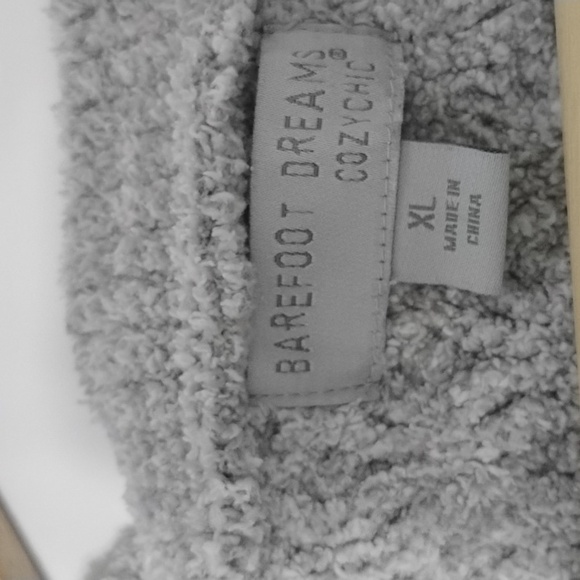 BAREFOOT DREAMS
COZYCHIC®
XL
MADE IN
CHINA